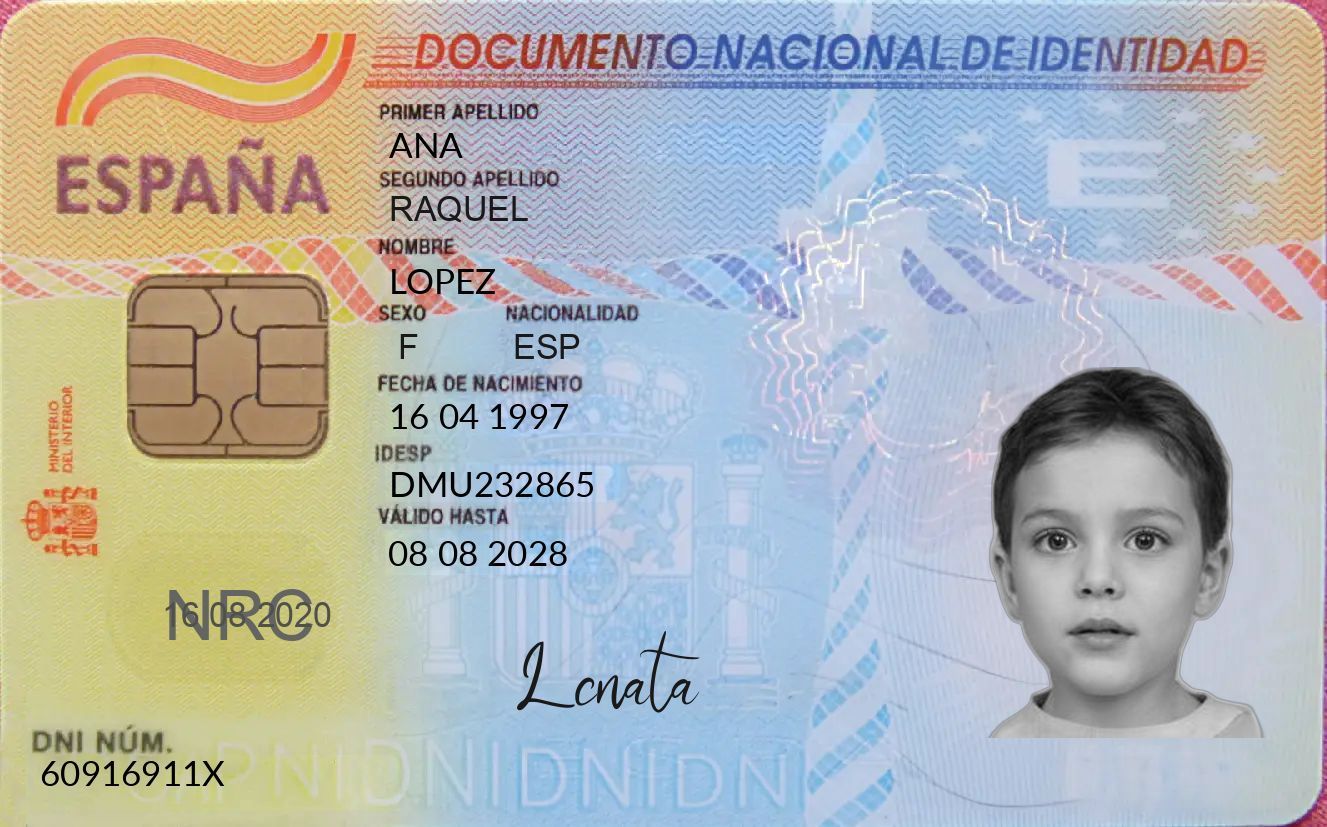 DOCUMENTO NACIONAL DE IDENTIDAD
ESPAÑA
PRIMER APELLIDO
ANA
SEGUNDO APELLIDO
RAQUEL
NOMBRE
LOPEZ
SEXO NACIONALIDAD
F ESP
FECHA DE NACIMIENTO
16 04 1997
IDESP
DMU232865
VÁLIDO HASTA
08 08 2028
MINISTERIO
DEL INTERIOR
E
NRC
16 08 2020
Lcnata
DNI NÚM.
60916911X